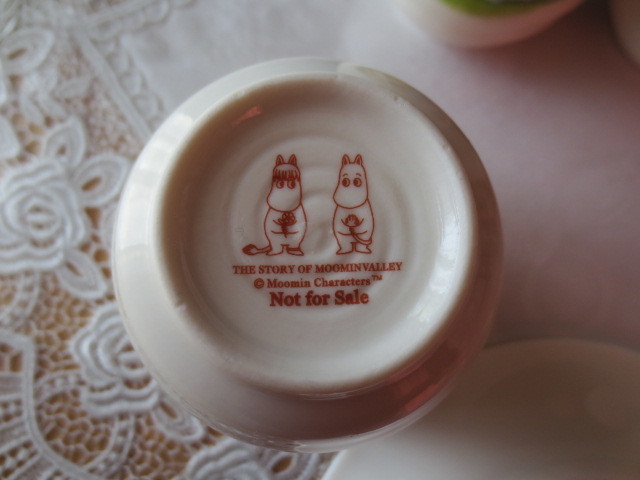 THE STORY OF MOOMINVALLEY
© Moomin Characters™
Not for Sale